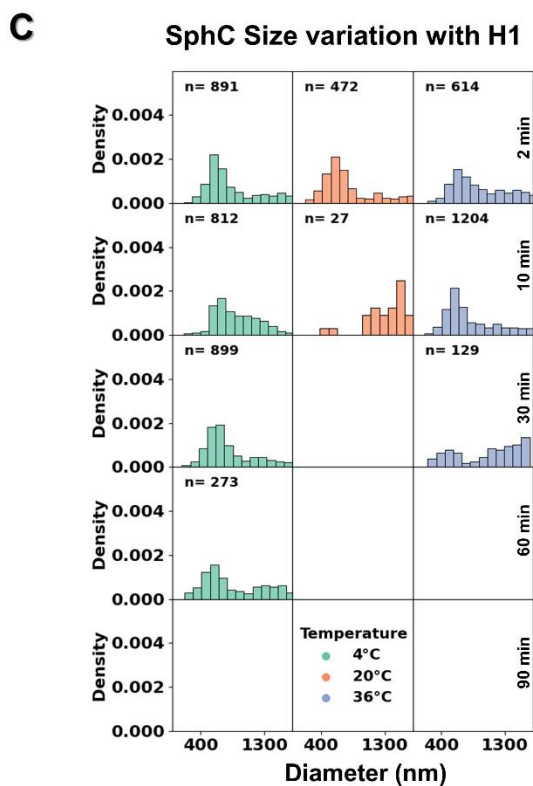 C
SphC Size variation with H1
n= 891
n= 472
n= 614
Density
0.004
0.002
0.000
2 min
n= 812
n= 27
n= 1204
Density
0.004
0.002
0.000
10 min
n= 899
n= 129
Density
0.004
0.002
0.000
30 min
n= 273
Density
0.004
0.002
0.000
60 min
Density
0.004
0.002
0.000
90 min
Temperature
4°C
20°C
36°C
400 1300 400 1300 400 1300
Diameter (nm)